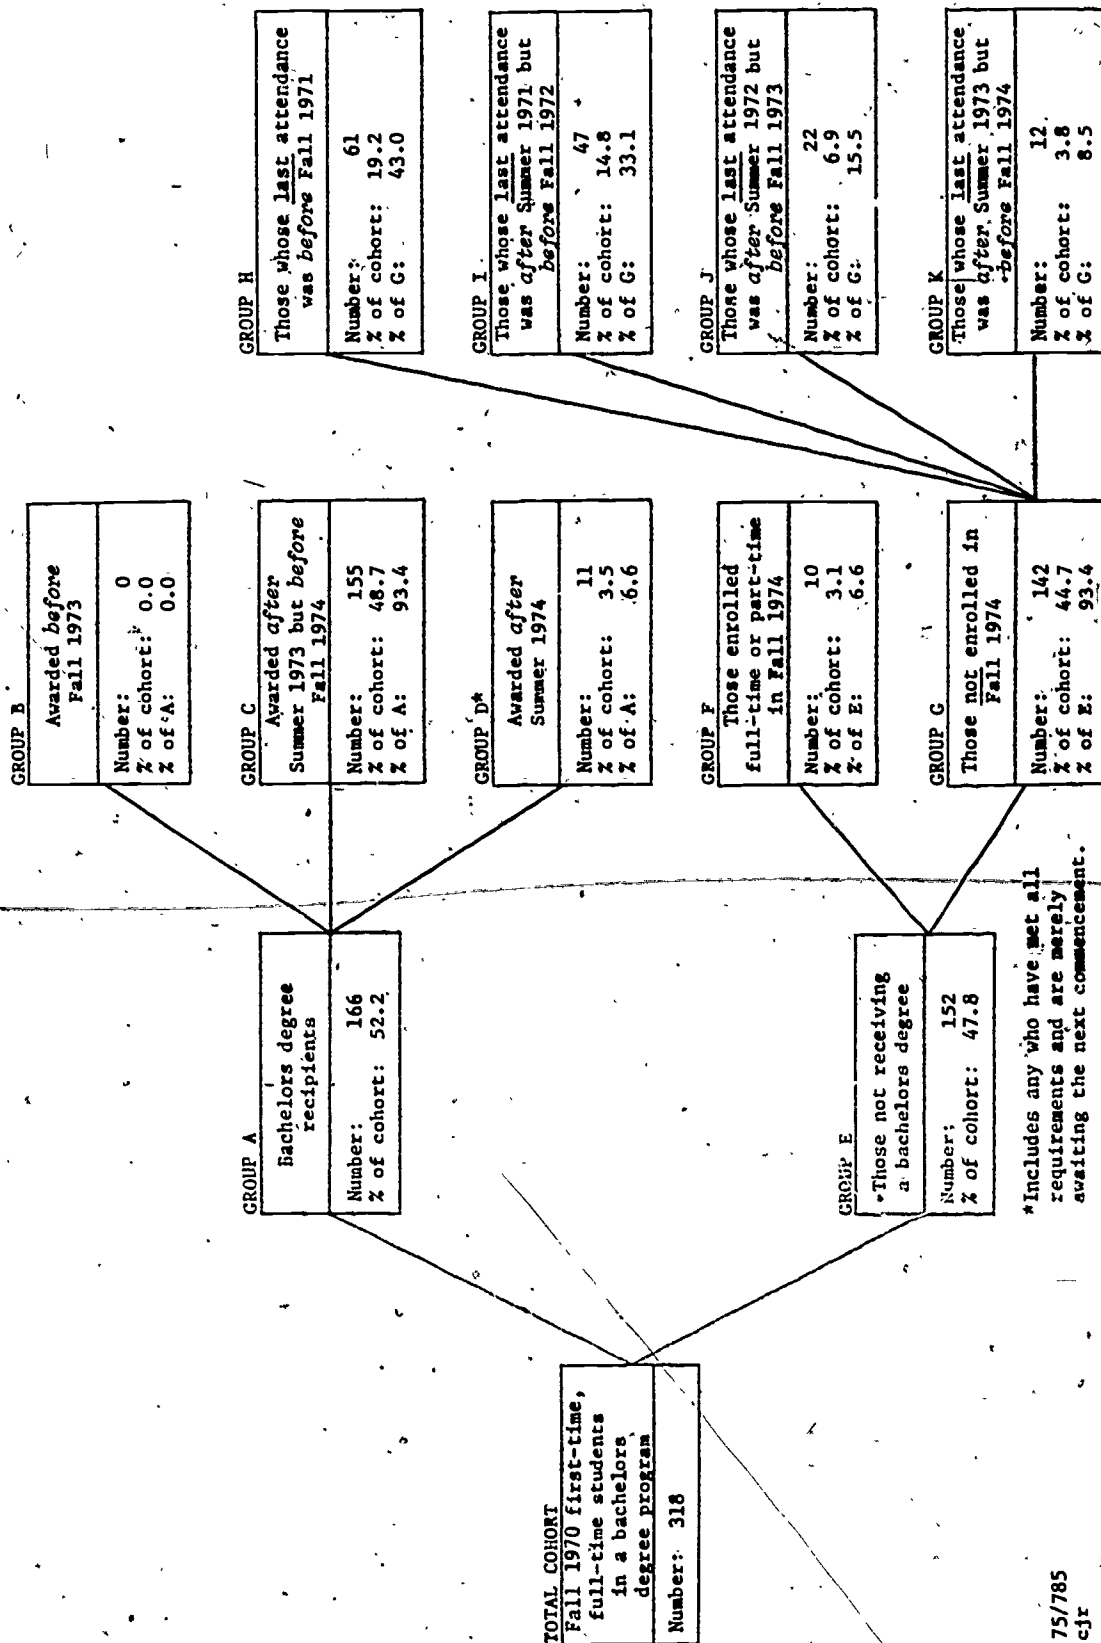 TOTAL COHORT
Fall 1970 first-time,
full-time students
in a bachelors
degree program
Number: 318
GROUP A
Bachelors degree
recipients
Number: 166
% of cohort: 52.2
GROUP E
Those not receiving
a bachelors degree
Number: 152
% of cohort: 47.8
GROUP B
Awarded before
Fall 1973
Number: 0
% of cohort: 0.0
% of A: 0.0
GROUP C
Awarded after
Summer 1973 but before
Fall 1974
Number: 155
% of cohort: 48.7
% of A: 93.4
GROUP D*
Awarded after
Summer 1974
Number: 11
% of cohort: 3.5
% of A: 6.6
GROUP F
Those enrolled
full-time or part-time
in Fall 1974
Number: 10
% of cohort: 3.1
% of E: 6.6
GROUP G
Those not enrolled in
Fall 1974
Number: 142
% of cohort: 44.7
% of E: 93.4
GROUP H
Those whose last attendance
was before Fall 1971
Number: 61
% of cohort: 19.2
% of G: 43.0
GROUP I
Those whose last attendance
was after Summer 1971 but
before Fall 1972
Number: 47
% of cohort: 14.8
% of G: 33.1
GROUP J
Those whose last attendance
was after Summer 1972 but
before Fall 1973
Number: 22
% of cohort: 6.9
% of G: 15.5
GROUP K
Those whose last attendance
was after Summer 1973 but
before Fall 1974
Number: 12
% of cohort: 3.8
% of G: 8.5
*Includes any who have met all
requirements and are merely
awaiting the next commencement.
75/785
cjr